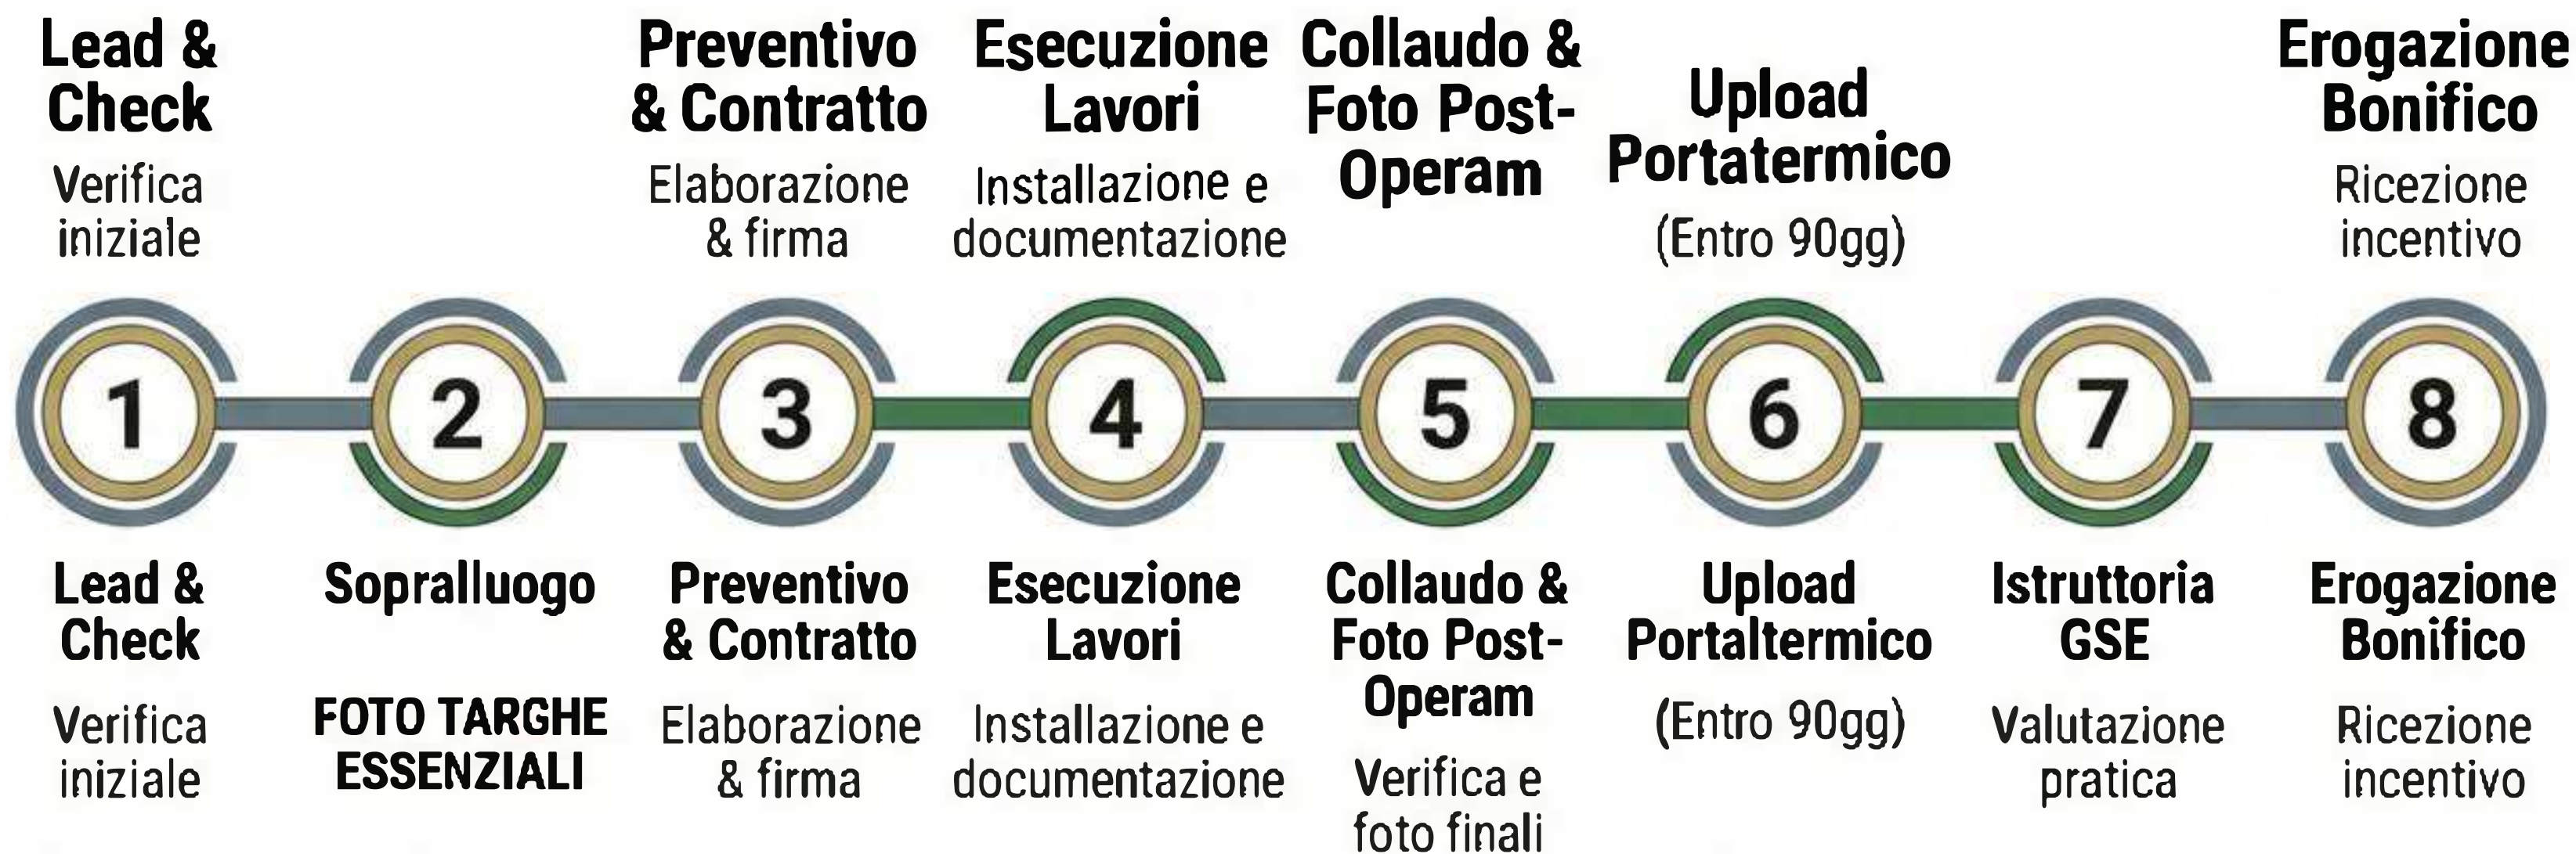 Lead &
Check
Verifica
iniziale
Preventivo
& Contratto
Elaborazione
& firma
Esecuzione
Lavori
Installazione e
documentazione
Collaudo &
Foto Post-
Operam
Upload
Portatermico
(Entro 90gg)
Erogazione
Bonifico
Ricezione
incentivo
1
2
3
4
5
6
7
8
Lead &
Check
Verifica
iniziale
Sopralluogo
FOTO TARGHE
ESSENZIALI
Preventivo
& Contratto
Elaborazione
& firma
Esecuzione
Lavori
Installazione e
documentazione
Collaudo &
Foto Post-
Operam
Verifica e
foto finali
Upload
Portaltermico
(Entro 90gg)
Istruttoria
GSE
Valutazione
pratica
Erogazione
Bonifico
Ricezione
incentivo